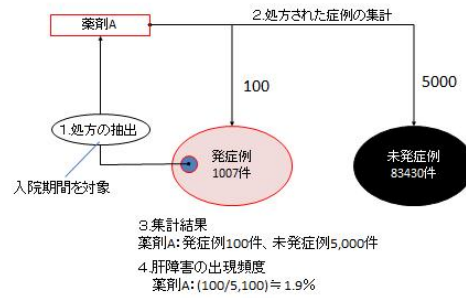 薬剤A
2.処方された症例の集計
100
5000
1.処方の抽出
発症例
1007件
未発症例
83430件
入院期間を対象
3.集計結果
薬剤A:発症例100件、未発症例5,000件
4.肝障害の出現頻度
薬剤A:(100/5,100)≒1.9%